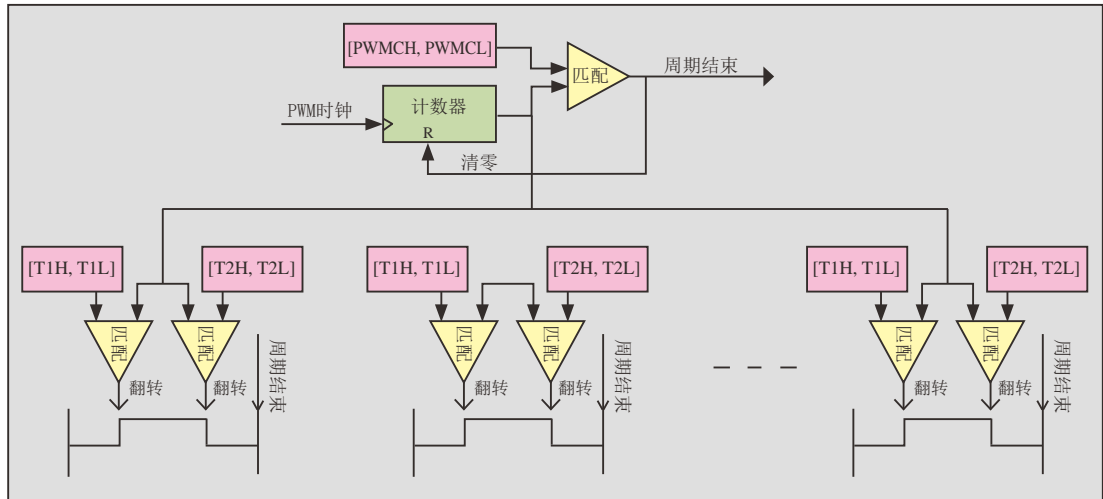 [PWMCH, PWMCL]
匹配
周期结束
计数器
PWM时钟
R
清零
[T1H, T1L]
[T2H, T2L]
[T1H, T1L]
[T2H, T2L]
[T1H, T1L]
[T2H, T2L]
匹配
匹配
周期结束
匹配
匹配
周期结束
匹配
匹配
周期结束
翻转
翻转
翻转
翻转
翻转
翻转